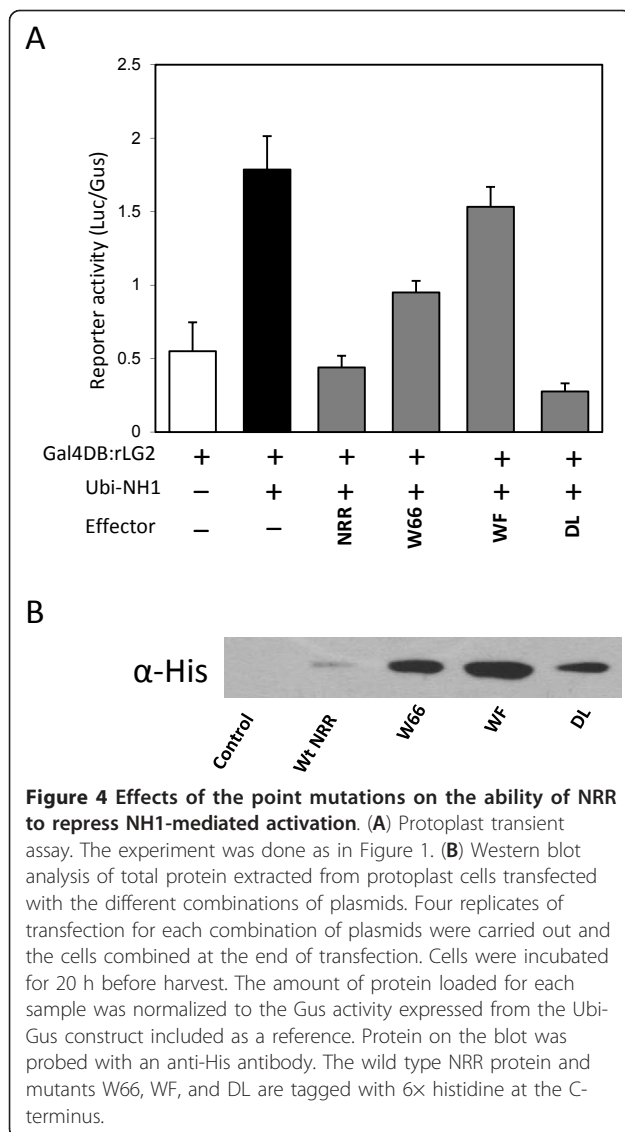 A
2.5
2
1.5
1
0.5
0
Reporter activity (Luc/Gus)
Gal4DB:rLG2 + + + + + +
Ubi-NH1 – + + + + +
Effector – – NRR W66 WF DL
B
α-His
Control Wt NRR W66 WF DL
Figure 4 Effects of the point mutations on the ability of NRR
to repress NH1-mediated activation. (A) Protoplast transient
assay. The experiment was done as in Figure 1. (B) Western blot
analysis of total protein extracted from protoplast cells transfected
with the different combinations of plasmids. Four replicates of
transfection for each combination of plasmids were carried out and
the cells combined at the end of transfection. Cells were incubated
for 20 h before harvest. The amount of protein loaded for each
sample was normalized to the Gus activity expressed from the Ubi-
Gus construct included as a reference. Protein on the blot was
probed with an anti-His antibody. The wild type NRR protein and
mutants W66, WF, and DL are tagged with 6× histidine at the C-
terminus.